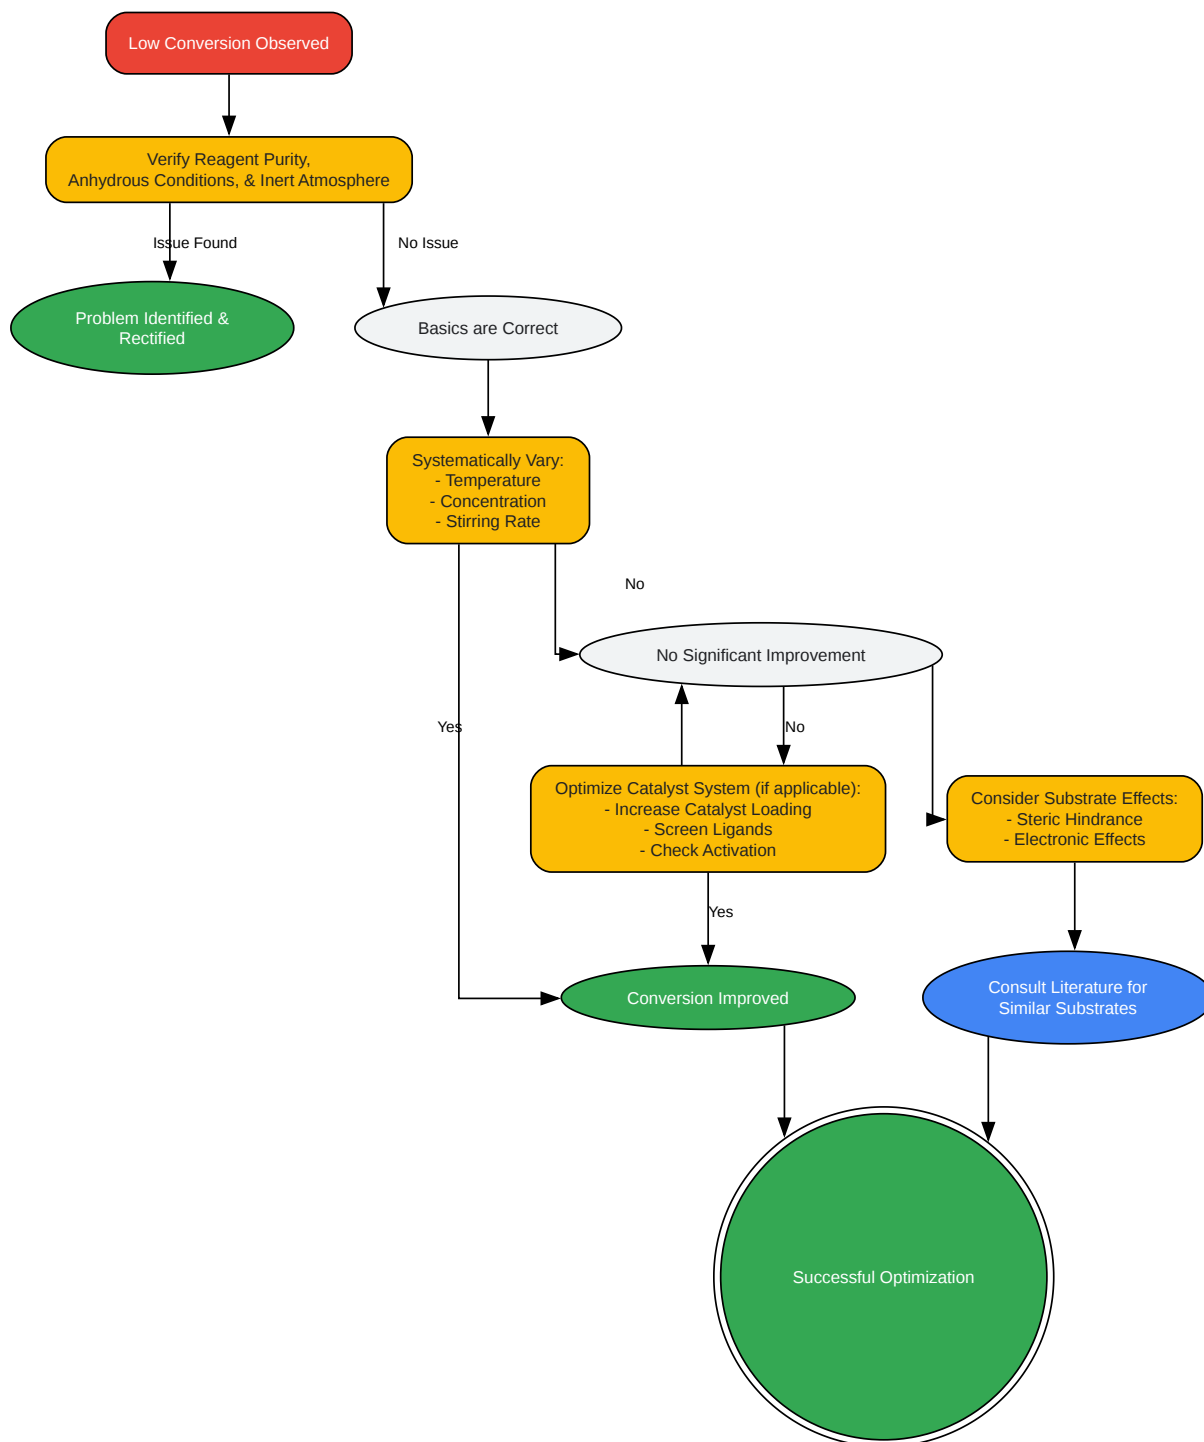 Low Conversion Observed
Verify Reagent Purity,
Anhydrous Conditions, & Inert Atmosphere
Issue Found
No Issue
Problem Identified &
Rectified
Basics are Correct
Systematically Vary:
- Temperature
- Concentration
- Stirring Rate
No
No Significant Improvement
Yes
No
Optimize Catalyst System (if applicable):
- Increase Catalyst Loading
- Screen Ligands
- Check Activation
Consider Substrate Effects:
- Steric Hindrance
- Electronic Effects
Yes
Conversion Improved
Consult Literature for
Similar Substrates
Successful Optimization